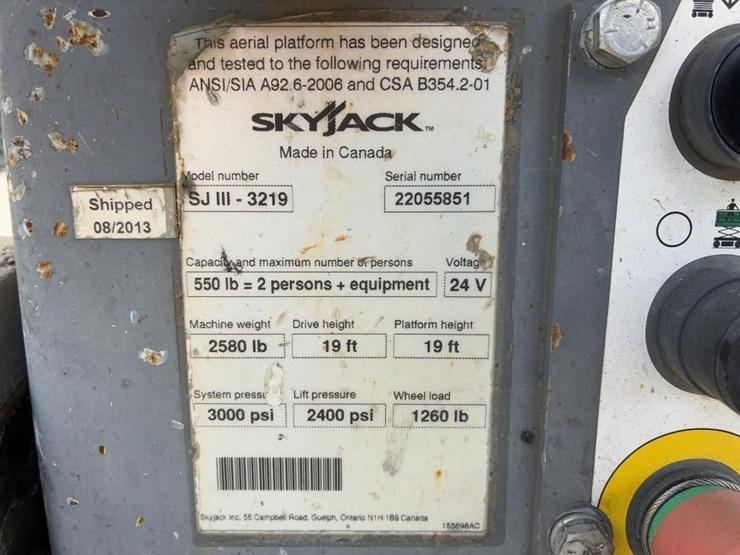 This aerial platform has been designed
and tested to the following requirements:
ANSI/SIA A92.6-2006 and CSA B354.2-01
SKYJACK™
Made in Canada
Model number Serial number
SJ III - 3219 22055851
Shipped
08/2013
Capacity and maximum number of persons Voltage
550 lb = 2 persons + equipment 24 V
Machine weight Drive height Platform height
2580 lb 19 ft 19 ft
System pressure Lift pressure Wheel load
3000 psi 2400 psi 1260 lb
Skyjack Inc. 55 Campbell Road, Guelph, Ontario N1H 1B9 Canada
155698AC